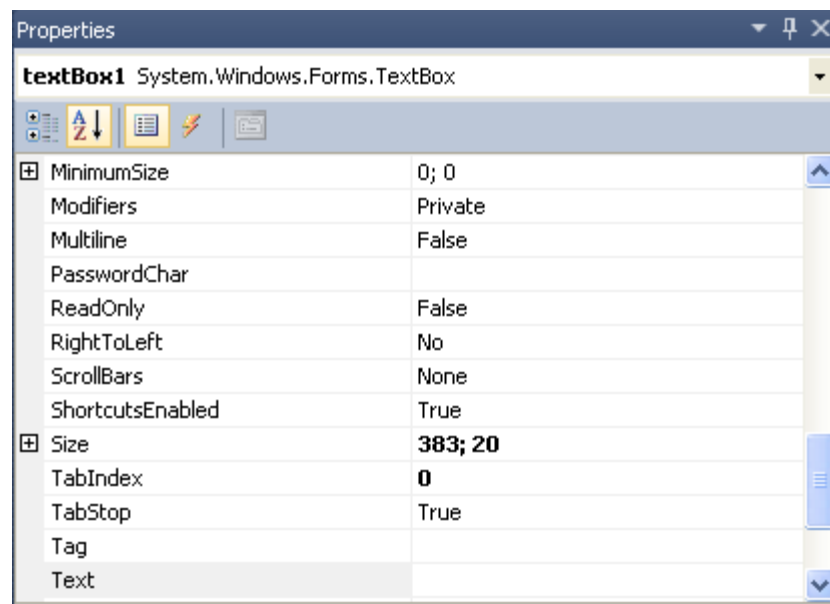 Properties
textBox1 System.Windows.Forms.TextBox
A
Z
MinimumSize 0; 0
Modifiers Private
Multiline False
PasswordChar
ReadOnly False
RightToLeft No
ScrollBars None
ShortcutsEnabled True
Size 383; 20
TabIndex 0
TabStop True
Tag
Text